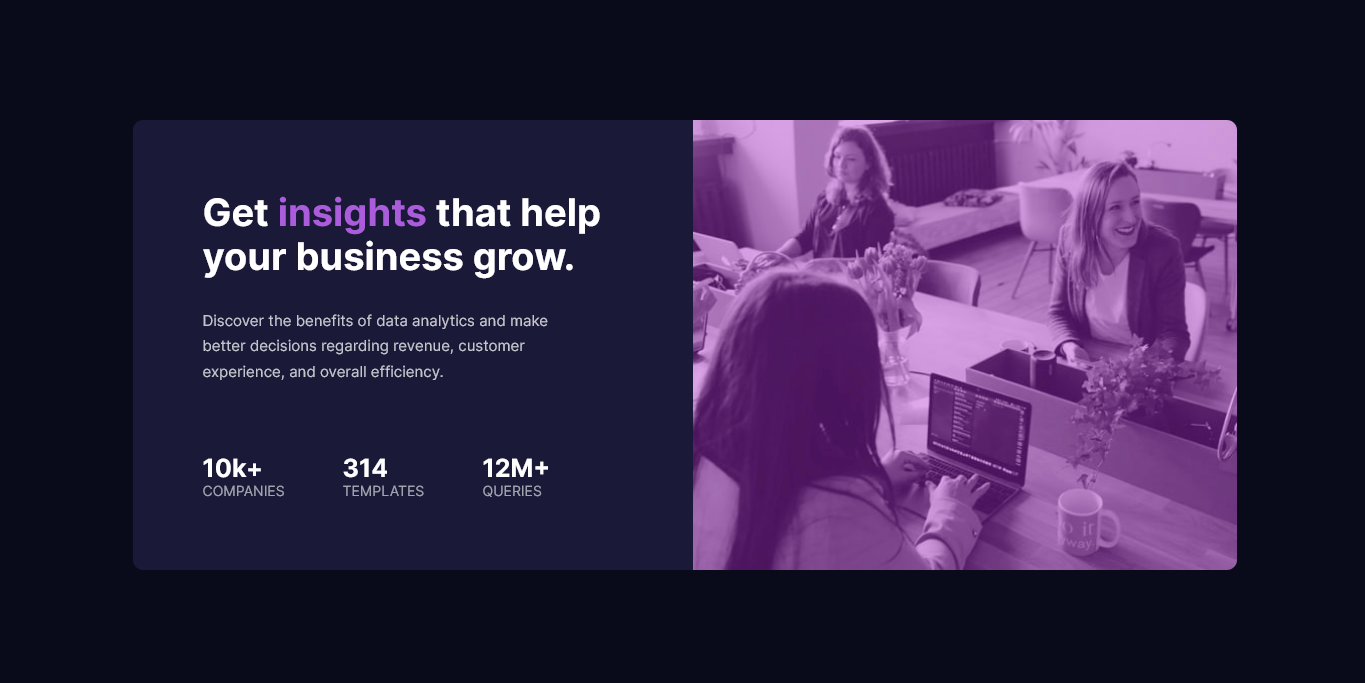 Get insights that help
your business grow.
Discover the benefits of data analytics and make
better decisions regarding revenue, customer
experience, and overall efficiency.
10k+ 314 12M+
COMPANIES TEMPLATES QUERIES